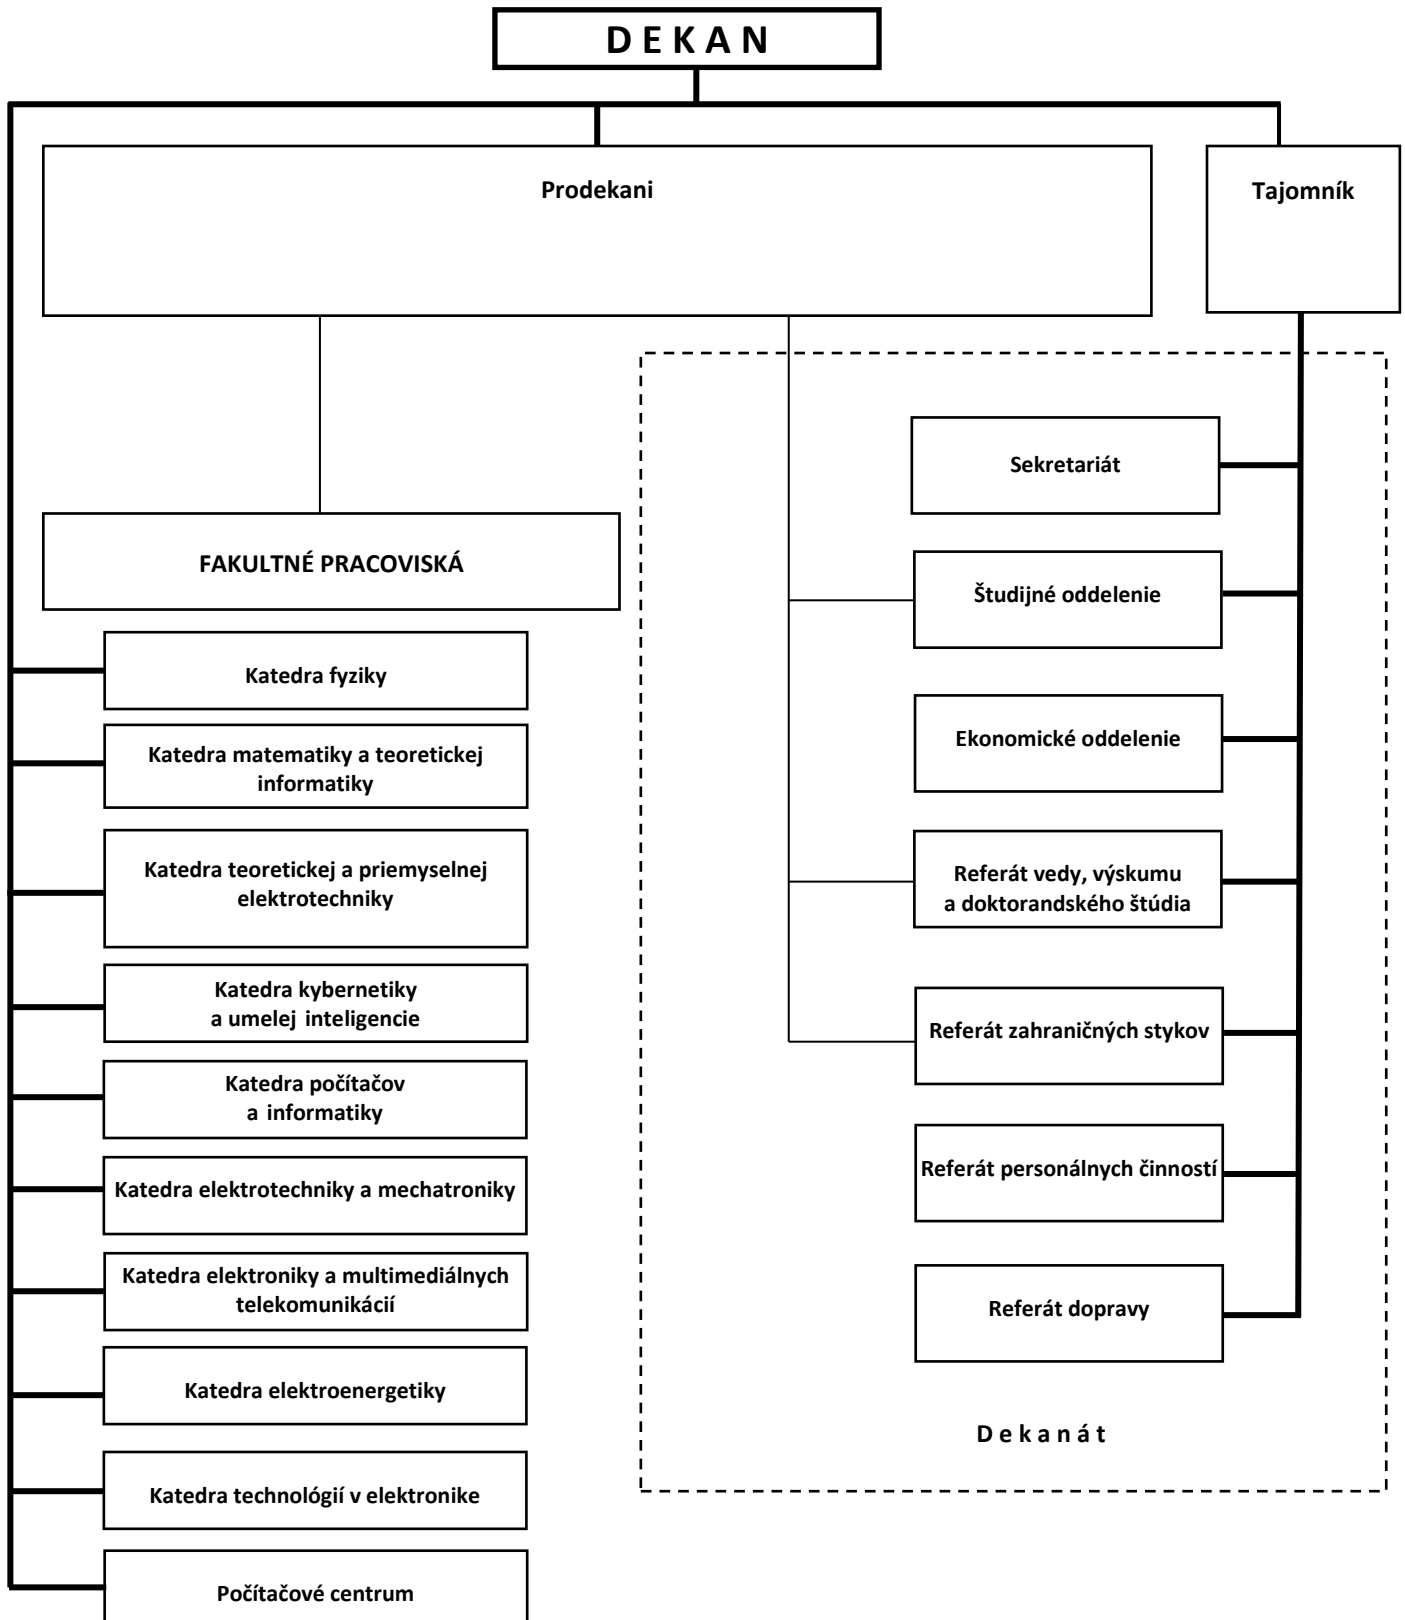 D E K A N
Prodekani
Tajomník
FAKULTNÉ PRACOVISKÁ
Katedra fyziky
Katedra matematiky a teoretickej
informatiky
Katedra teoretickej a priemyselnej
elektrotechniky
Katedra kybernetiky
a umelej inteligencie
Katedra počítačov
a informatiky
Katedra elektrotechniky a mechatroniky
Katedra elektroniky a multimediálnych
telekomunikácií
Katedra elektroenergetiky
Katedra technológií v elektronike
Počítačové centrum
Sekretariát
Študijné oddelenie
Ekonomické oddelenie
Referát vedy, výskumu
a doktorandského štúdia
Referát zahraničných stykov
Referát personálnych činností
Referát dopravy
D e k a n á t